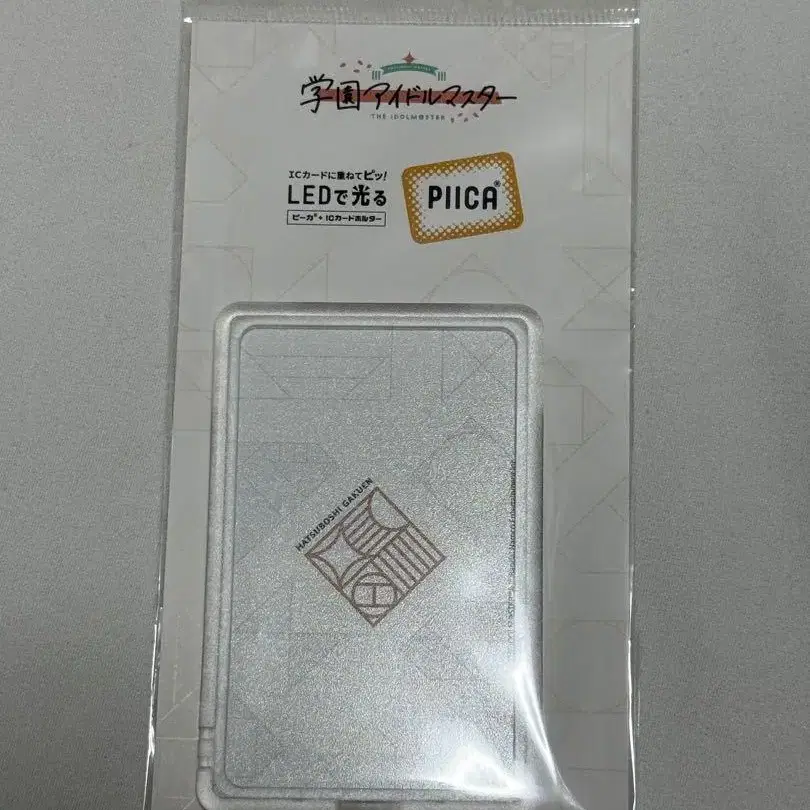 学園アイドルマスター
THE IDOLM@STER
ICカードに重ねてピッ!
LEDで光る
ピーカ®+ICカードホルダー
PIICA®
HATSUBOSHI GAKUEN